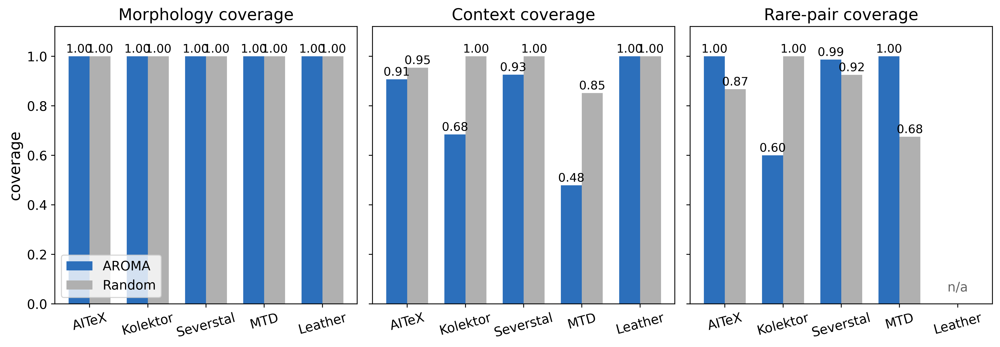 Morphology coverage
Context coverage
Rare-pair coverage
coverage
1.0
0.8
0.6
0.4
0.2
0.0
1.00 1.00 1.00 1.00 1.00 1.00 1.00 1.00 1.00 1.00
AROMA
Random
AITeX Kolektor Severstal MTD Leather
0.91 0.95 0.68 1.00 0.93 1.00 0.48 0.85 1.00 1.00
AITeX Kolektor Severstal MTD Leather
1.00 0.87 0.60 1.00 0.99 0.92 1.00 0.68 n/a
AITeX Kolektor Severstal MTD Leather